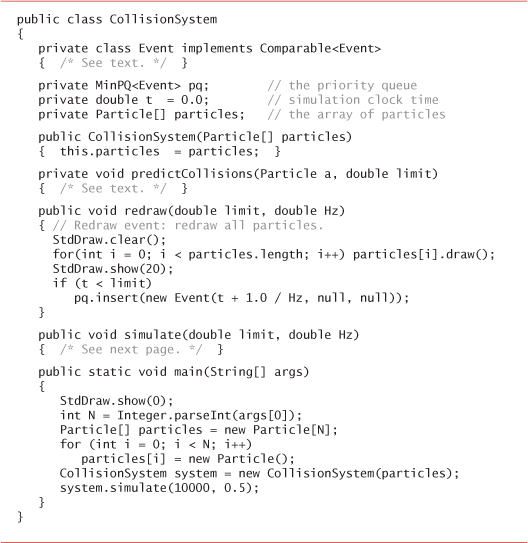 public class CollisionSystem
{
   private class Event implements Comparable<Event>
   {  /* See text. */  }
   private MinPQ<Event> pq;        // the priority queue
   private double t  = 0.0;        // simulation clock time
   private Particle[] particles;   // the array of particles
   public CollisionSystem(Particle[] particles)
   {  this.particles  = particles;  }
   private void predictCollisions(Particle a, double limit)
   {  /* See text. */  }
   public void redraw(double limit, double Hz)
   { // Redraw event: redraw all particles.
     StdDraw.clear();
     for(int i = 0; i < particles.length; i++) particles[i].draw();
     StdDraw.show(20);
     if (t < limit)
        pq.insert(new Event(t + 1.0 / Hz, null, null));
   }
   public void simulate(double limit, double Hz)
   {  /* See next page. */  }
   public static void main(String[] args)
   {
      StdDraw.show(0);
      int N = Integer.parseInt(args[0]);
      Particle[] particles = new Particle[N];
      for (int i = 0; i < N; i++)
         particles[i] = new Particle();
      CollisionSystem system = new CollisionSystem(particles);
      system.simulate(10000, 0.5);
   }
}